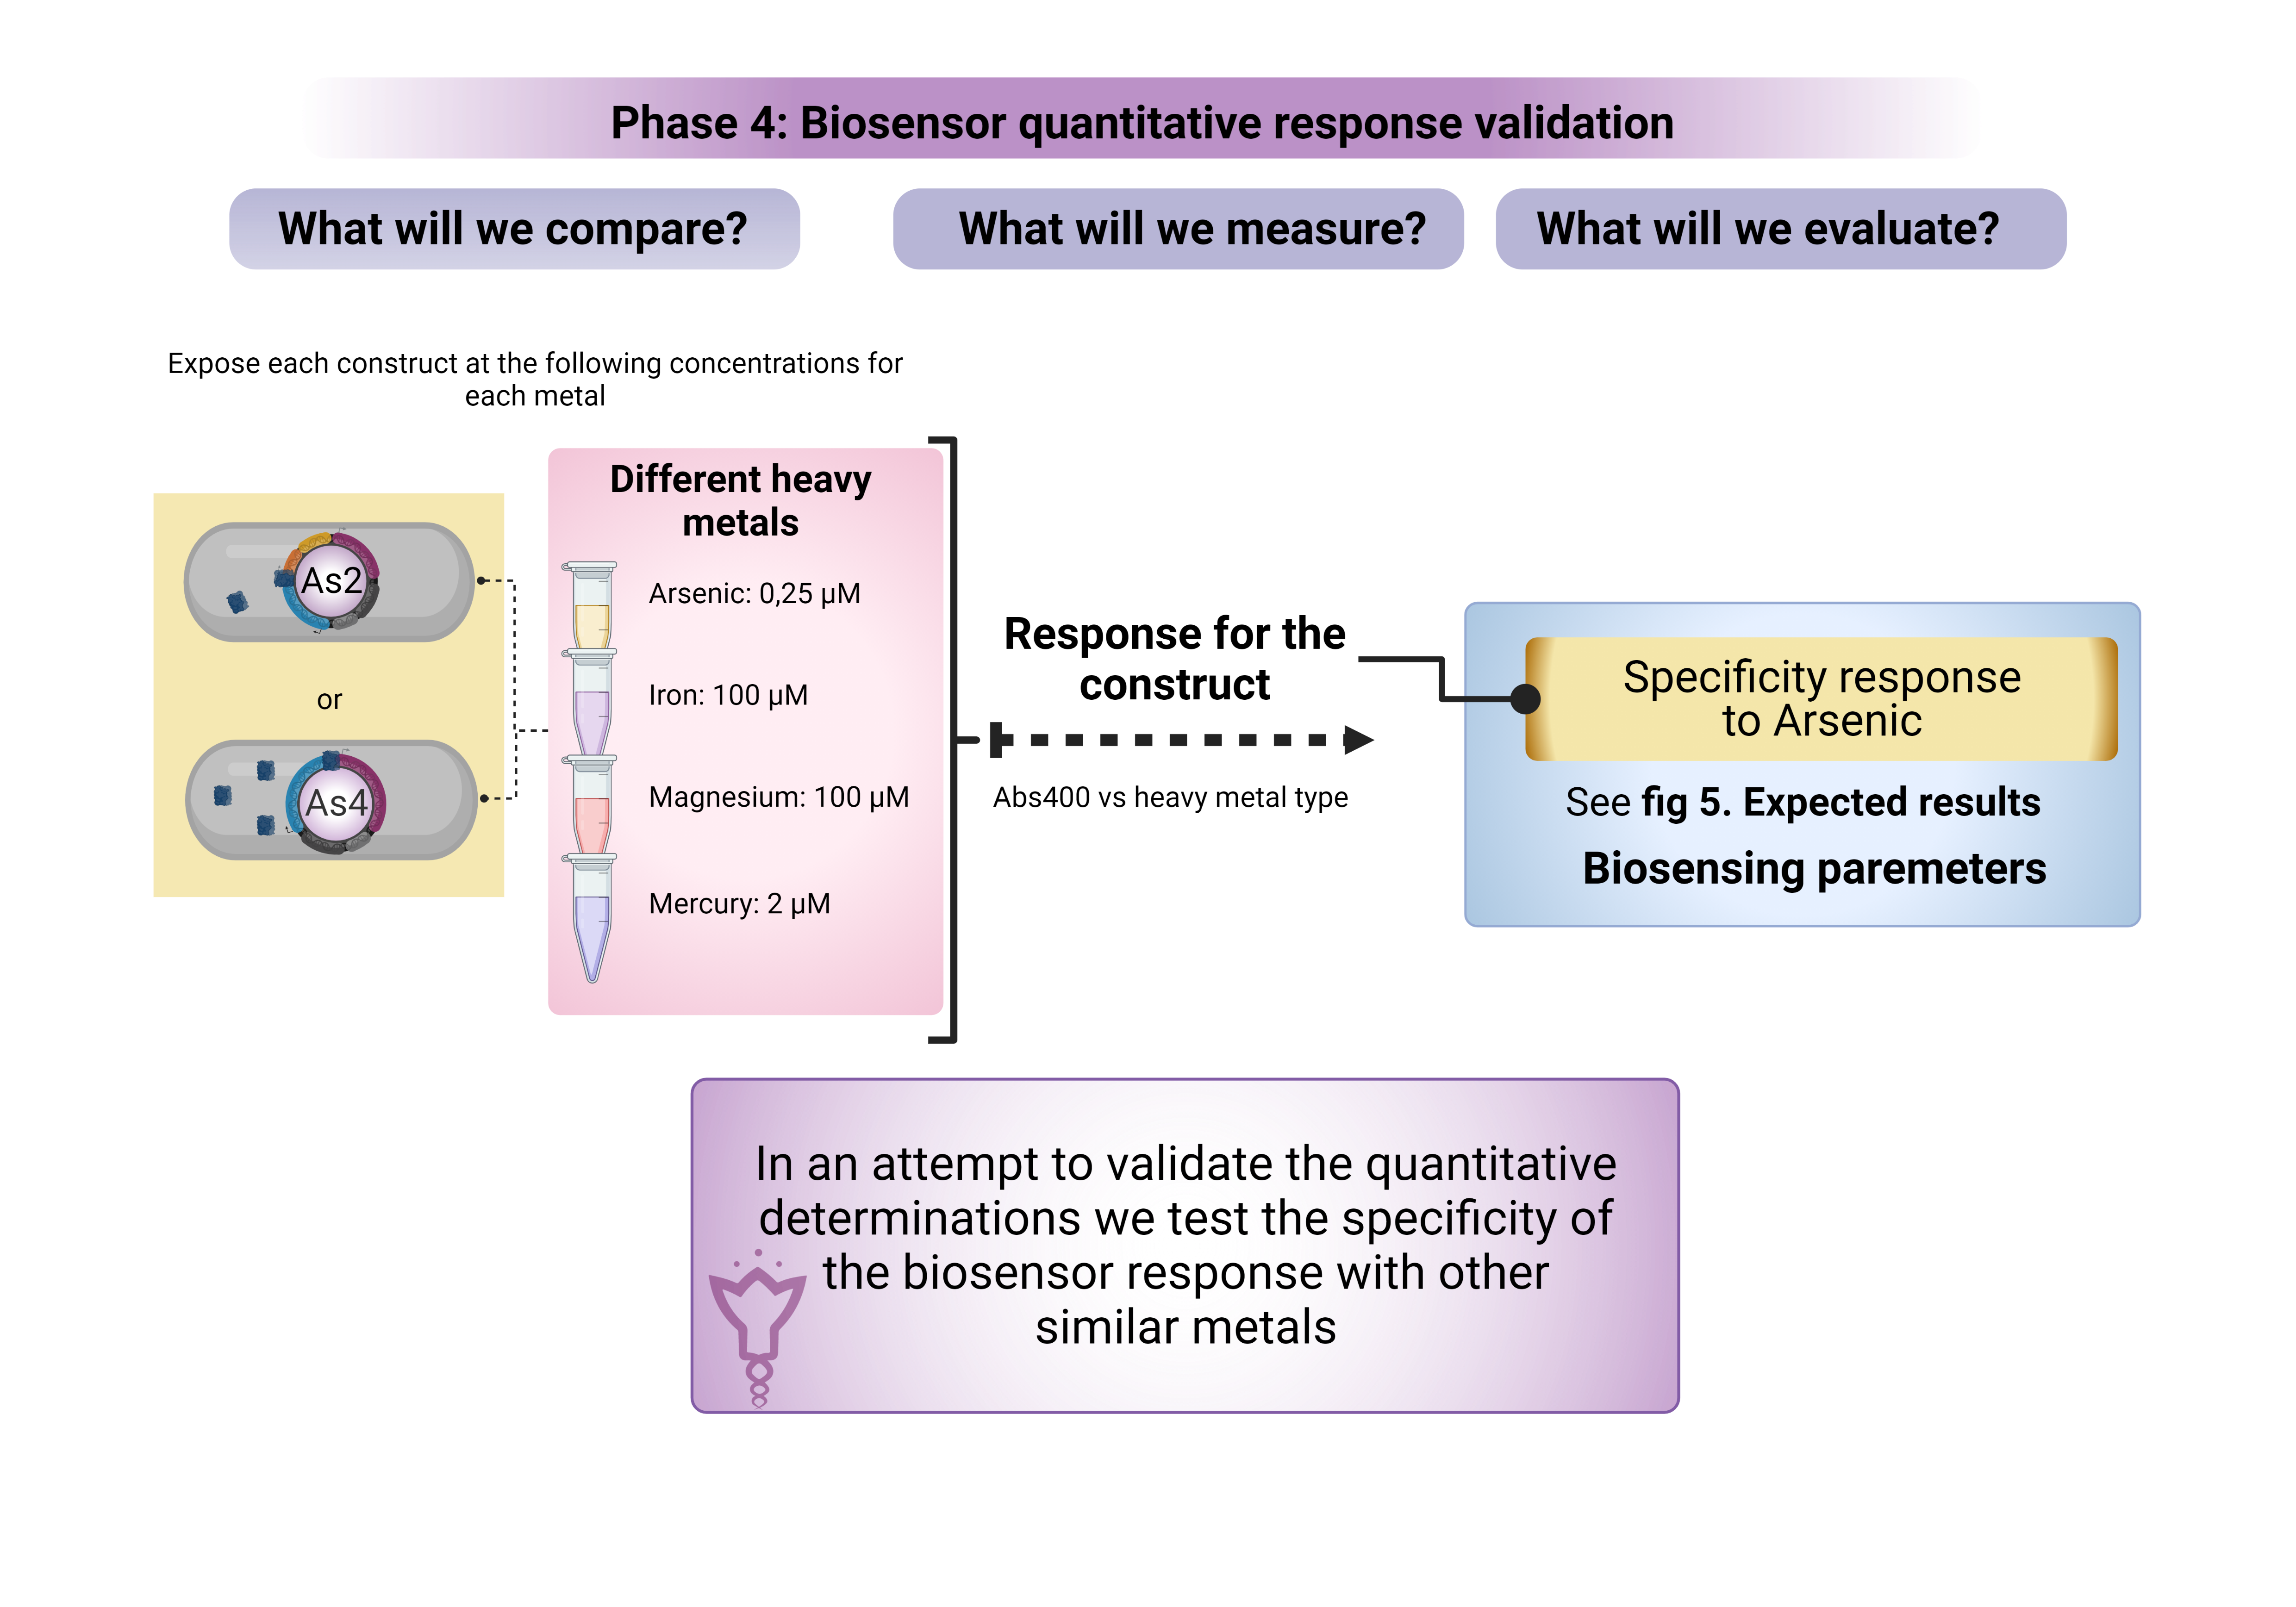 Phase 4: Biosensor quantitative response validation
What will we compare?
What will we measure?
What will we evaluate?
Expose each construct at the following concentrations for
each metal
As2
or
As4
Different heavy
metals
Arsenic: 0,25 µM
Iron: 100 µM
Magnesium: 100 µM
Mercury: 2 µM
Response for the
construct
Abs400 vs heavy metal type
Specificity response
to Arsenic
See fig 5. Expected results
Biosensing paremeters
In an attempt to validate the quantitative
determinations we test the specificity of
the biosensor response with other
similar metals